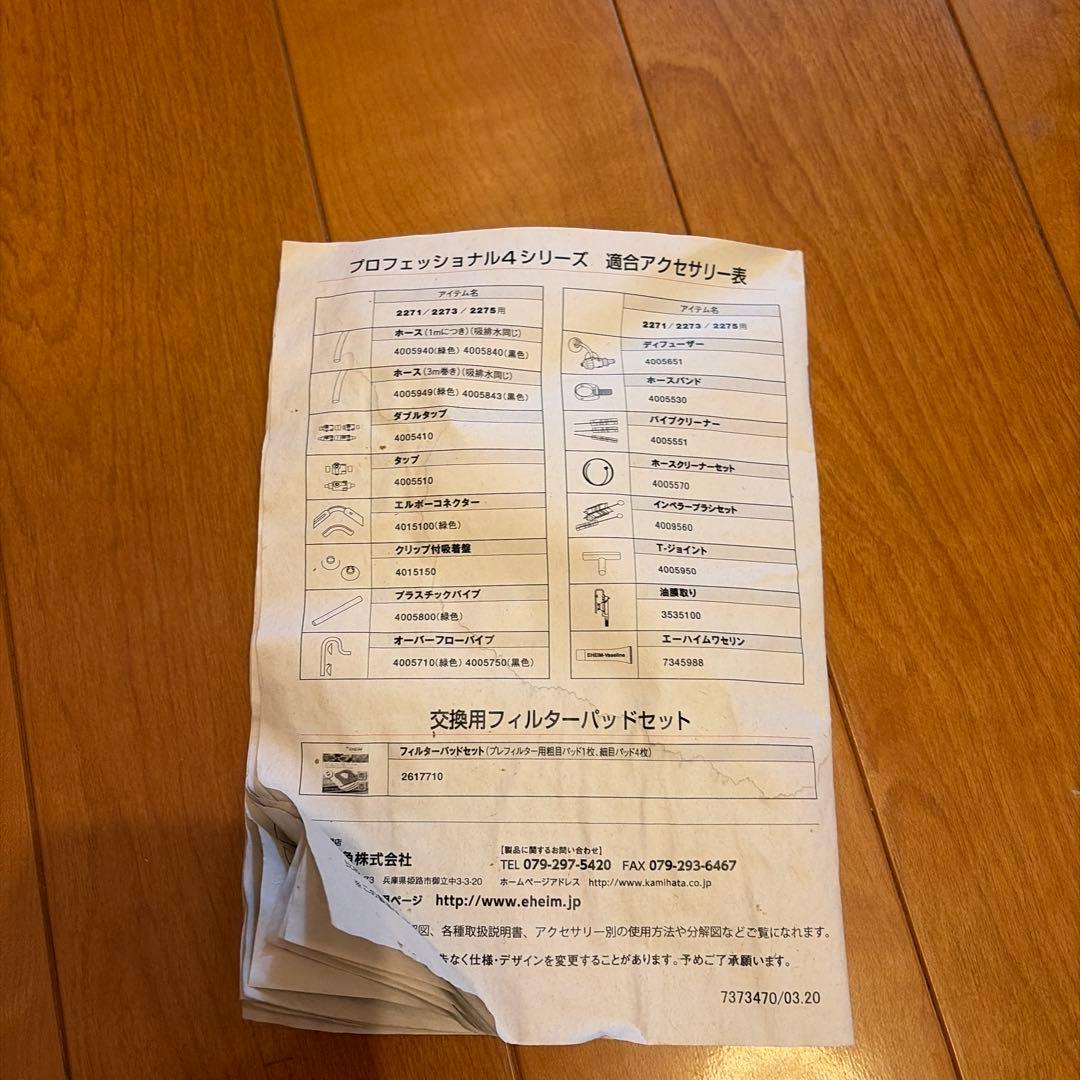 プロフェッショナル4シリーズ 適合アクセサリー表
アイテム名
2271／2273／2275用
ホース(1mにつき)(吸排水同じ)
4005940(緑色) 4005840(黒色)
ホース(3m巻き)(吸排水同じ)
4005949(緑色) 4005843(黒色)
ダブルタップ
4005410
タップ
4005510
エルボーコネクター
4015100(緑色)
クリップ付吸着盤
4015150
プラスチックパイプ
4005800(緑色)
オーバーフローパイプ
4005710(緑色) 4005750(黒色)
アイテム名
2271／2273／2275用
ディフューザー
4005651
ホースバンド
4005530
パイプクリーナー
4005551
ホースクリーナーセット
4005570
インペラーブラシセット
4009560
T-ジョイント
4005950
油膜取り
3535100
エーハイムワセリン
EHEIM-Vaseline
7345988
交換用フィルターパッドセット
EHEIM
フィルターパッドセット(プレフィルター用粗目パッド1枚、細目パッド4枚)
2617710
店
魚株式会社
73 兵庫県姫路市御立中3-3-20
ページ http://www.eheim.jp
【製品に関するお問い合わせ】
TEL 079-297-5420 FAX 079-293-6467
ホームページアドレス http://www.kamihata.co.jp
図、各種取扱説明書、アクセサリー別の使用方法や分解図などご覧になれます。
なく仕様・デザインを変更することがあります。予めご了承願います。
7373470/03.20